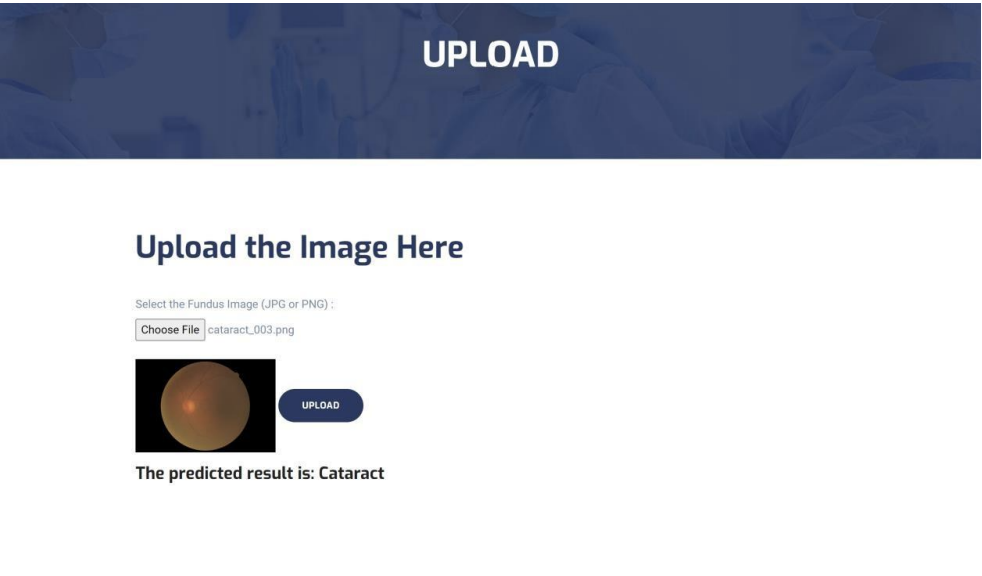 UPLOAD
Upload the Image Here
Select the Fundus Image (JPG or PNG) :
Choose File cataract_003.png
UPLOAD
The predicted result is: Cataract